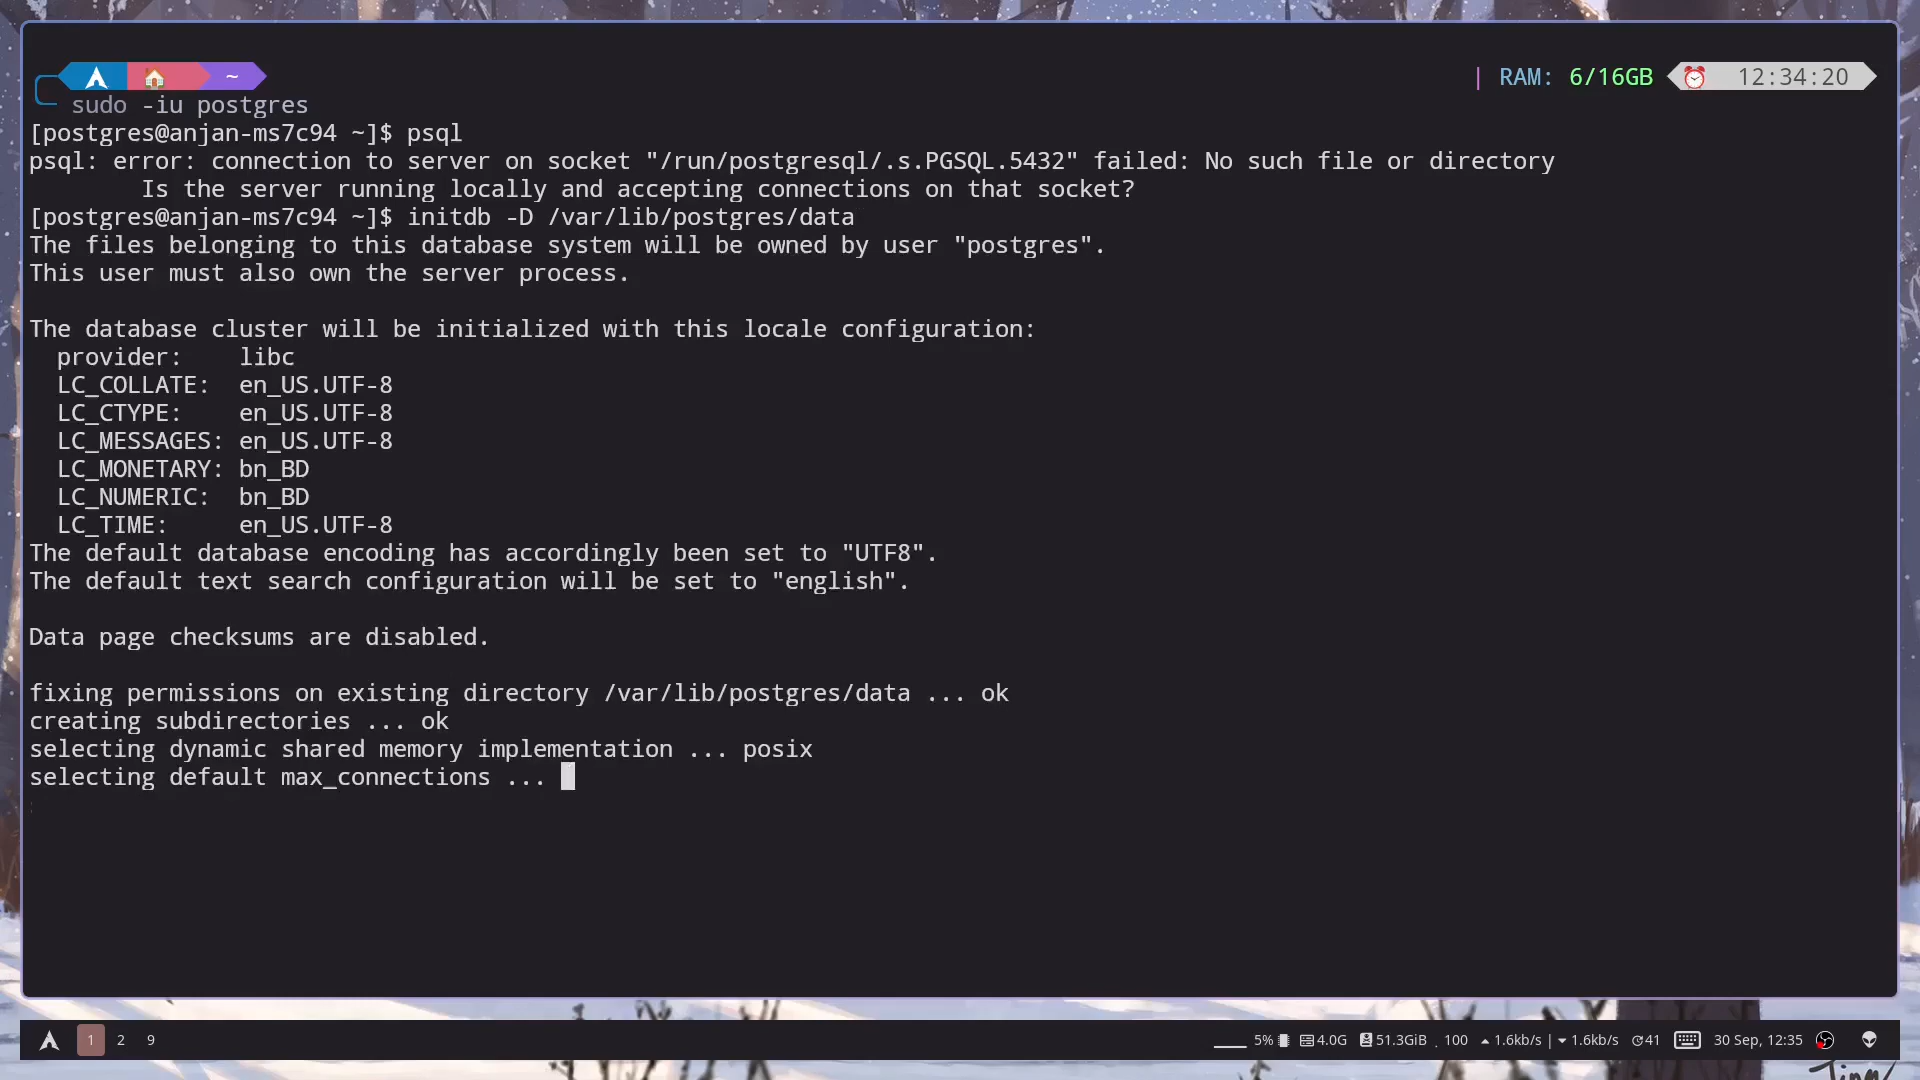 ~
| RAM: 6/16GB 12:34:20
sudo -iu postgres
[postgres@anjan-ms7c94 ~]$ psql
psql: error: connection to server on socket "/run/postgresql/.s.PGSQL.5432" failed: No such file or directory
Is the server running locally and accepting connections on that socket?
[postgres@anjan-ms7c94 ~]$ initdb -D /var/lib/postgres/data
The files belonging to this database system will be owned by user "postgres".
This user must also own the server process.
The database cluster will be initialized with this locale configuration:
provider: libc
LC_COLLATE: en_US.UTF-8
LC_CTYPE: en_US.UTF-8
LC_MESSAGES: en_US.UTF-8
LC_MONETARY: bn_BD
LC_NUMERIC: bn_BD
LC_TIME: en_US.UTF-8
The default database encoding has accordingly been set to "UTF8".
The default text search configuration will be set to "english".
Data page checksums are disabled.
fixing permissions on existing directory /var/lib/postgres/data ... ok
creating subdirectories ... ok
selecting dynamic shared memory implementation ... posix
selecting default max_connections ...
1 2 9 5% 4.0G 51.3GiB 100 1.6kb/s | 1.6kb/s 41 30 Sep, 12:35